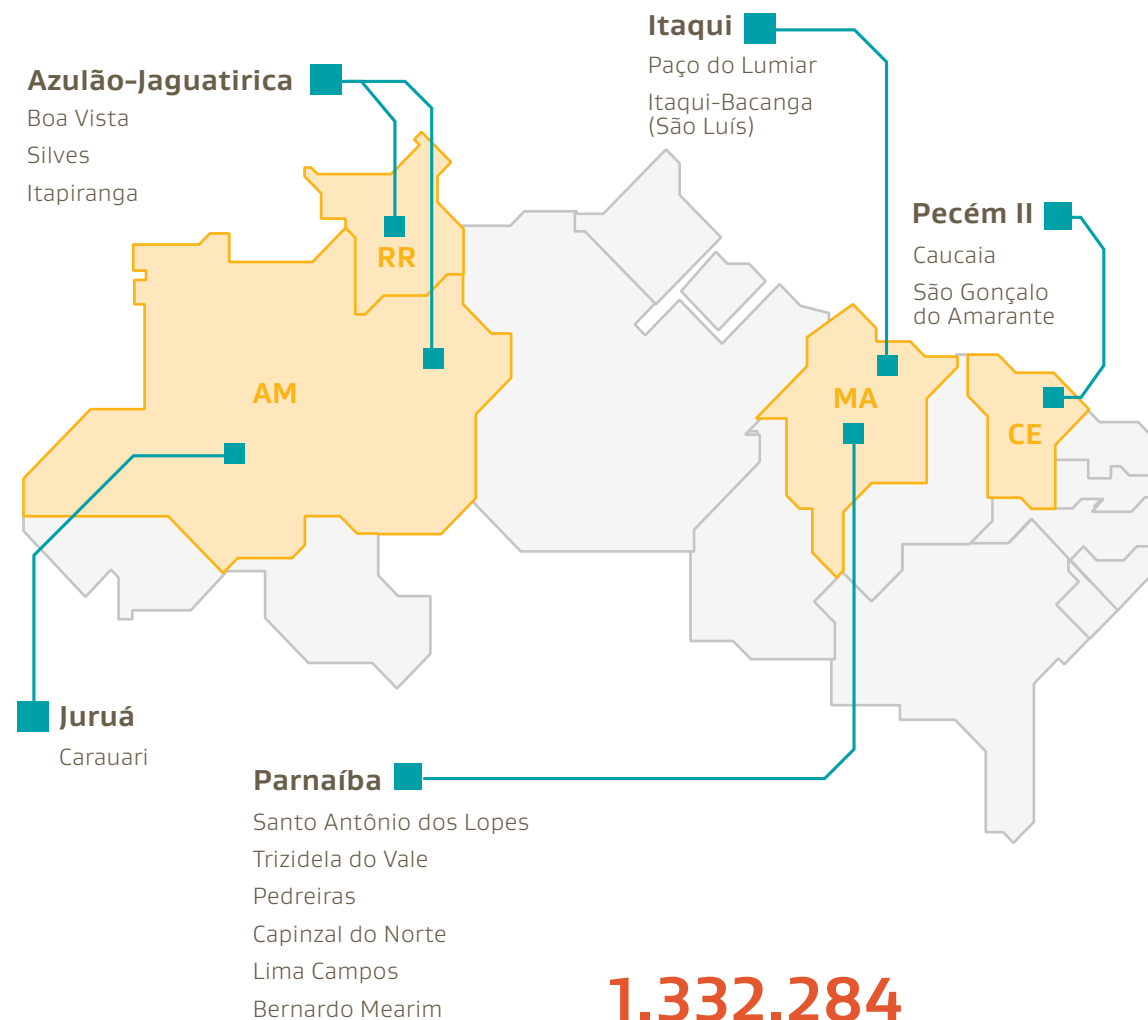 Azulão-Jaguatirica
Boa Vista
Silves
Itapiranga
Itaqui
Paço do Lumiar
Itaqui-Bacanga
(São Luís)
Pecém II
Caucaia
São Gonçalo
do Amarante
RR
AM
MA
CE
Juruá
Carauari
Parnaíba
Santo Antônio dos Lopes
Trizidela do Vale
Pedreiras
Capinzal do Norte
Lima Campos
Bernardo Mearim
1.332.284